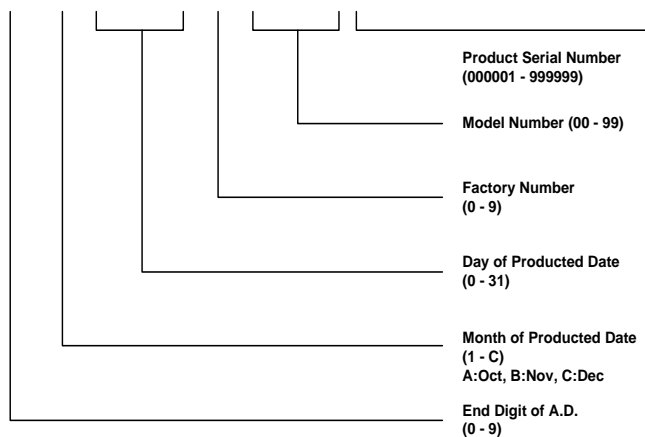 Product Serial Number
(000001 - 999999)
Model Number (00 - 99)
Factory Number
(0 - 9)
Day of Producted Date
(0 - 31)
Month of Producted Date
(1 - C)
A:Oct, B:Nov, C:Dec
End Digit of A.D.
(0 - 9)